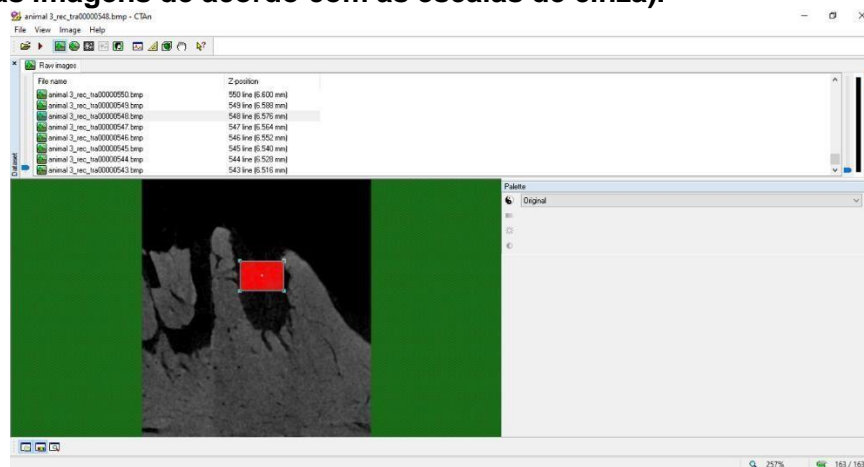 as imagens de acordo com as escalas de cinza).
animal 3_rec_tra00000548.bmp - CTAn
File View Image Help
Raw images
File name Z-position
animal 3_rec_tra00000550.bmp 550 line (6.600 mm)
animal 3_rec_tra00000549.bmp 549 line (6.588 mm)
animal 3_rec_tra00000548.bmp 548 line (6.576 mm)
animal 3_rec_tra00000547.bmp 547 line (6.564 mm)
animal 3_rec_tra00000546.bmp 546 line (6.552 mm)
animal 3_rec_tra00000545.bmp 545 line (6.540 mm)
animal 3_rec_tra00000544.bmp 544 line (6.528 mm)
animal 3_rec_tra00000543.bmp 543 line (6.516 mm)
Dataset
Palette
Original
257% 163 / 163